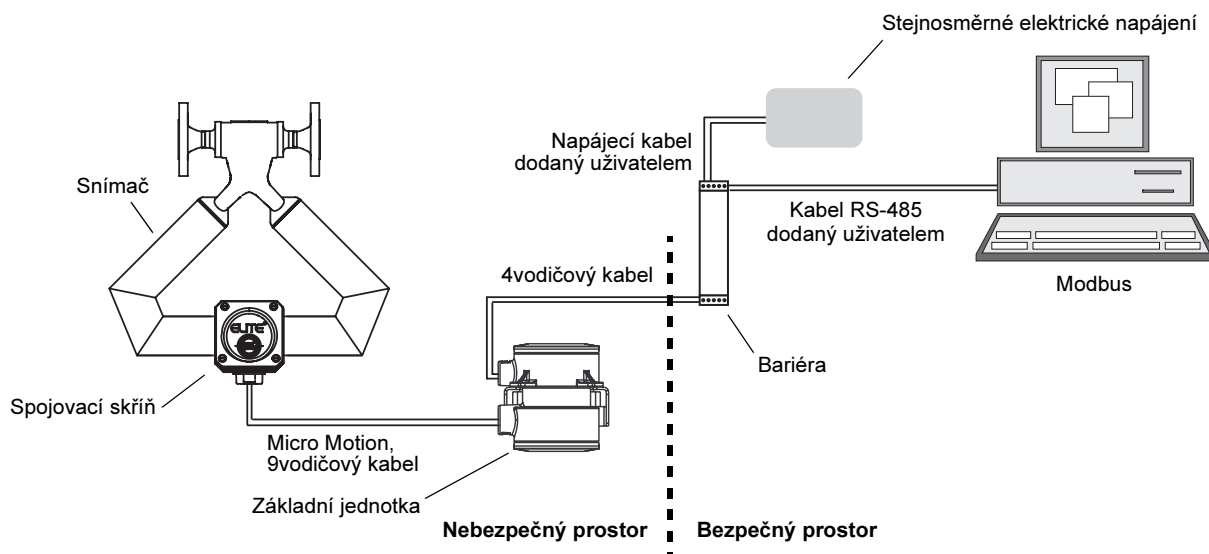 Stejnosměrné elektrické napájení
Napájecí kabel
dodaný uživatelem
Snímač
Kabel RS-485
dodaný uživatelem
4vodičový kabel
Modbus
ELITE
Bariéra
Spojovací skříň
Micro Motion,
9vodičový kabel
Základní jednotka
Nebezpečný prostor
Bezpečný prostor